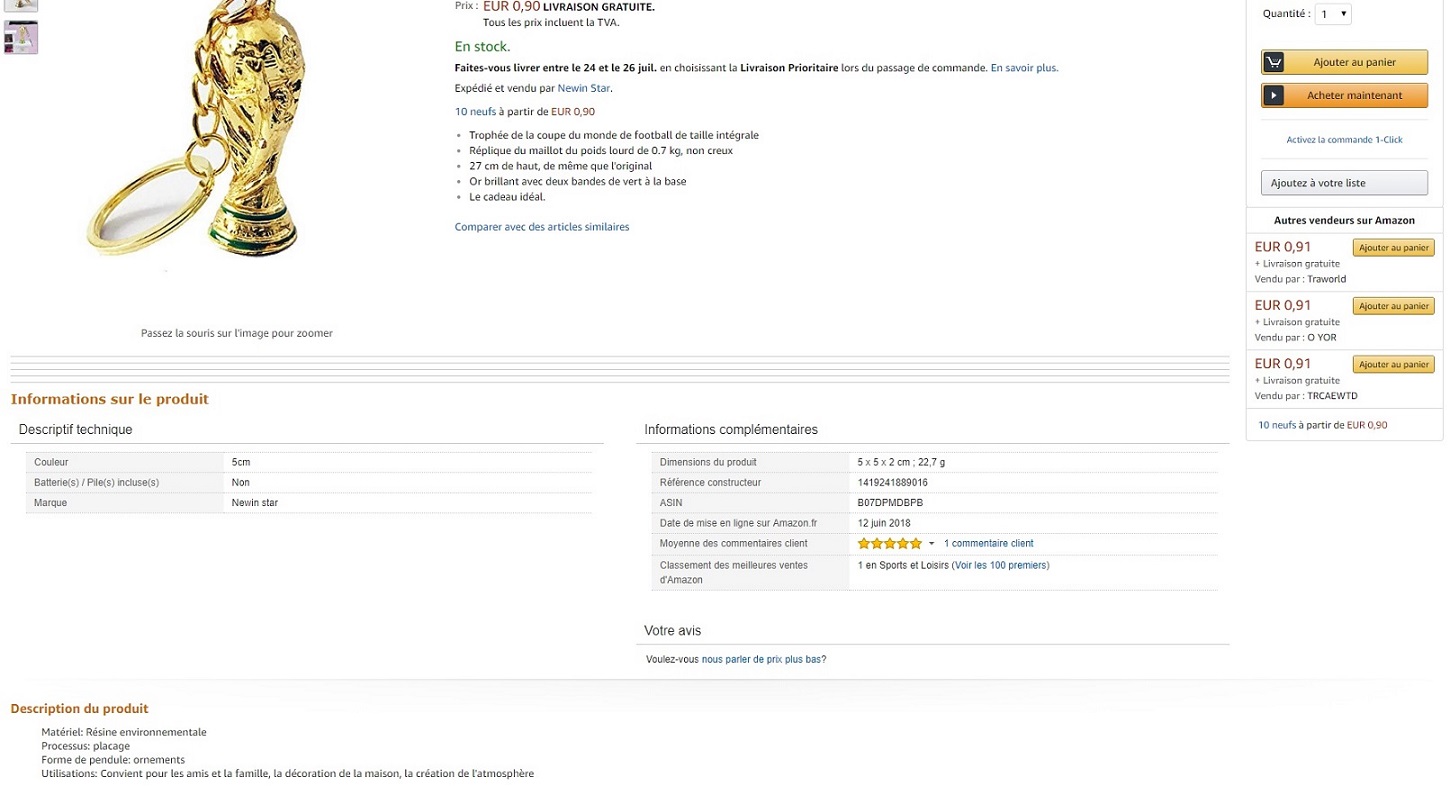 Prix : EUR 0,90 LIVRAISON GRATUITE.
Tous les prix incluent la TVA.
En stock.
Faites-vous livrer entre le 24 et le 26 juil. en choisissant la Livraison Prioritaire lors du passage de commande. En savoir plus.
Expédié et vendu par Newin Star.
10 neufs à partir de EUR 0,90
• Trophée de la coupe du monde de football de taille intégrale
• Réplique du maillot du poids lourd de 0.7 kg, non creux
• 27 cm de haut, de même que l'original
• Or brillant avec deux bandes de vert à la base
• Le cadeau idéal.
Comparer avec des articles similaires
Passez la souris sur l'image pour zoomer
Quantité : 1
Ajouter au panier
Acheter maintenant
Activez la commande 1-Click
Ajoutez à votre liste
Autres vendeurs sur Amazon
EUR 0,91 Ajouter au panier
+ Livraison gratuite
Vendu par : Traworld
EUR 0,91 Ajouter au panier
+ Livraison gratuite
Vendu par : O YOR
EUR 0,91 Ajouter au panier
+ Livraison gratuite
Vendu par : TRCAEWTD
10 neufs à partir de EUR 0,90
Informations sur le produit
Descriptif technique
Couleur 5cm
Batterie(s) / Pile(s) incluse(s) Non
Marque Newin star
Informations complémentaires
Dimensions du produit 5 x 5 x 2 cm ; 22,7 g
Référence constructeur 1419241889016
ASIN B07DPMDBPB
Date de mise en ligne sur Amazon.fr 12 juin 2018
Moyenne des commentaires client 1 commentaire client
Classement des meilleures ventes d'Amazon 1 en Sports et Loisirs (Voir les 100 premiers)
Votre avis
Voulez-vous nous parler de prix plus bas?
Description du produit
Matériel: Résine environnementale
Processus: placage
Forme de pendule: ornements
Utilisations: Convient pour les amis et la famille, la décoration de la maison, la création de l'atmosphère